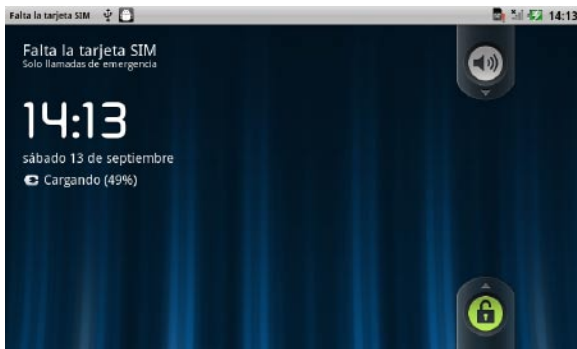 Falta la tarjeta SIM 14:13
Falta la tarjeta SIM
Solo llamadas de emergencia
14:13
sábado 13 de septiembre
Cargando (49%)